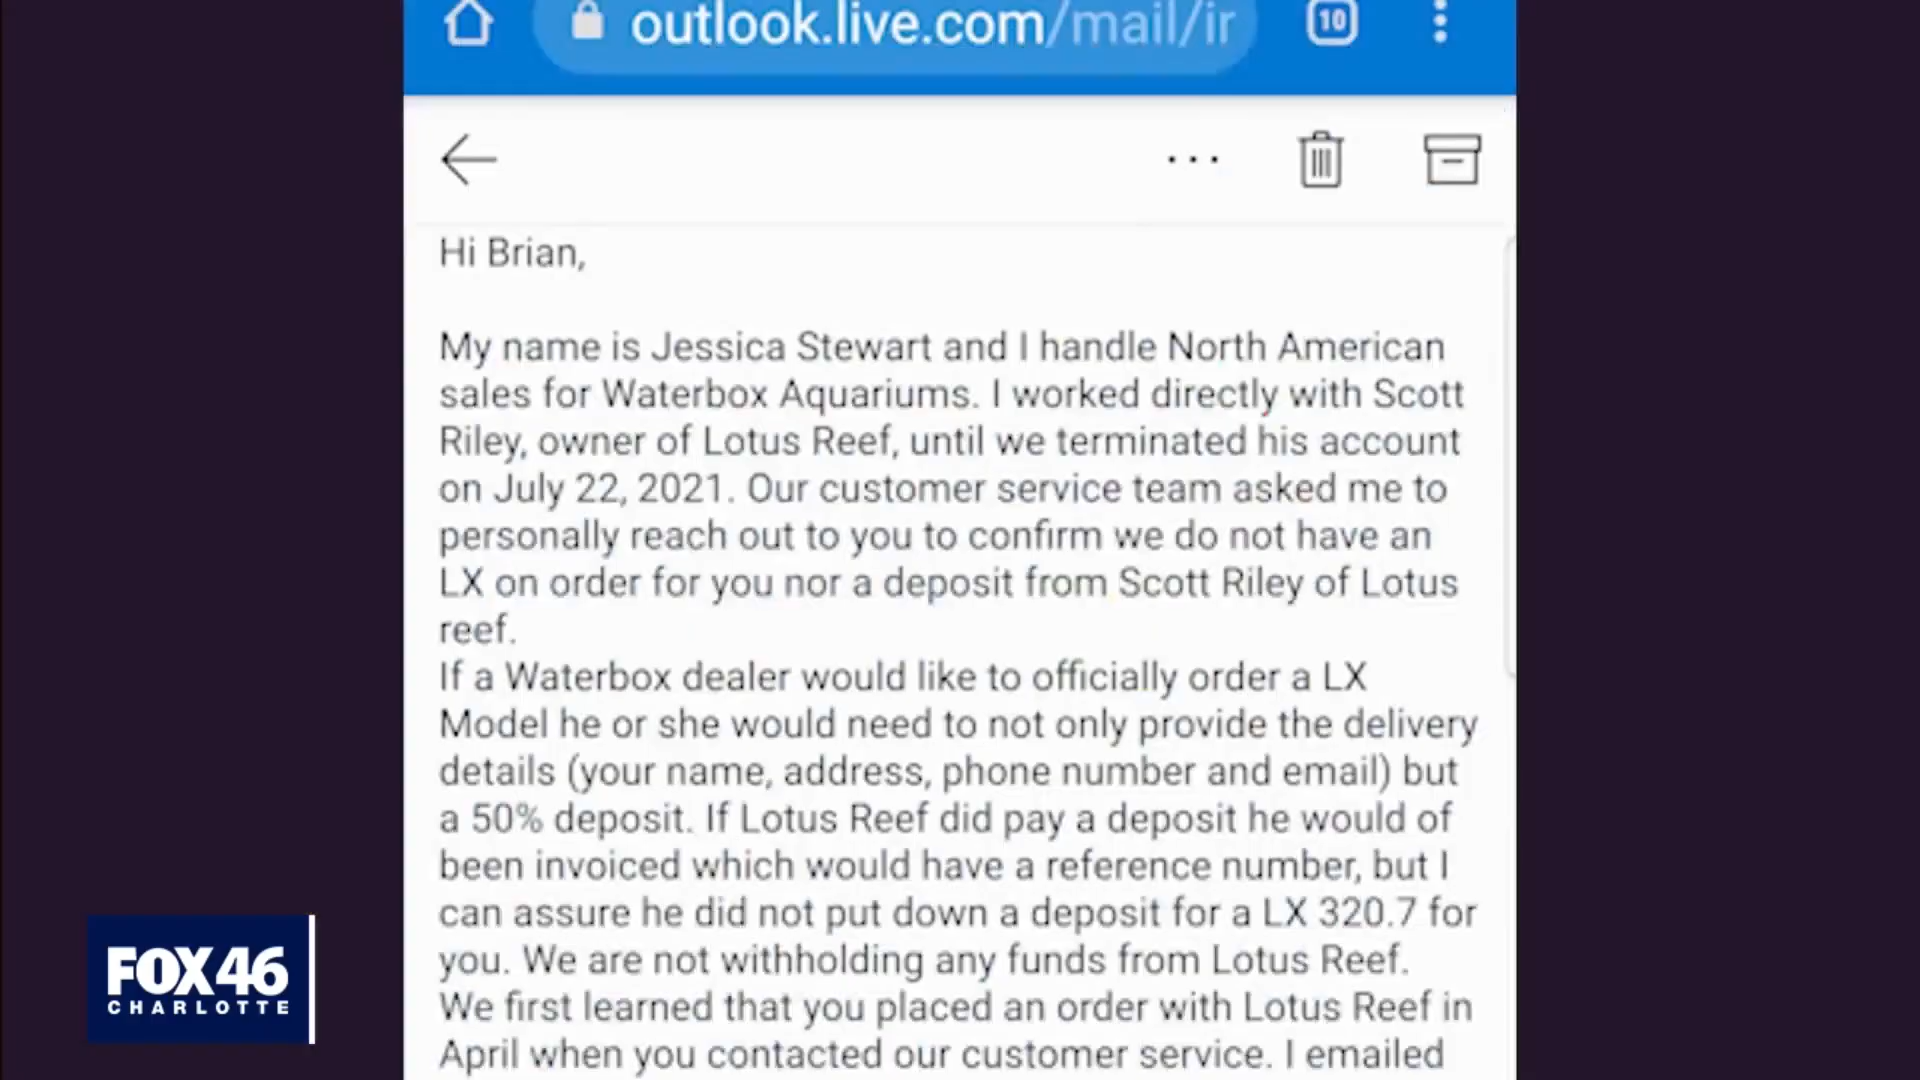 outlook.live.com/mail/ir
10
Hi Brian,
My name is Jessica Stewart and I handle North American
sales for Waterbox Aquariums. I worked directly with Scott
Riley, owner of Lotus Reef, until we terminated his account
on July 22, 2021. Our customer service team asked me to
personally reach out to you to confirm we do not have an
LX on order for you nor a deposit from Scott Riley of Lotus
reef.
If a Waterbox dealer would like to officially order a LX
Model he or she would need to not only provide the delivery
details (your name, address, phone number and email) but
a 50% deposit. If Lotus Reef did pay a deposit he would of
been invoiced which would have a reference number, but I
can assure he did not put down a deposit for a LX 320.7 for
you. We are not withholding any funds from Lotus Reef.
We first learned that you placed an order with Lotus Reef in
April when you contacted our customer service. I emailed
FOX 46
CHARLOTTE